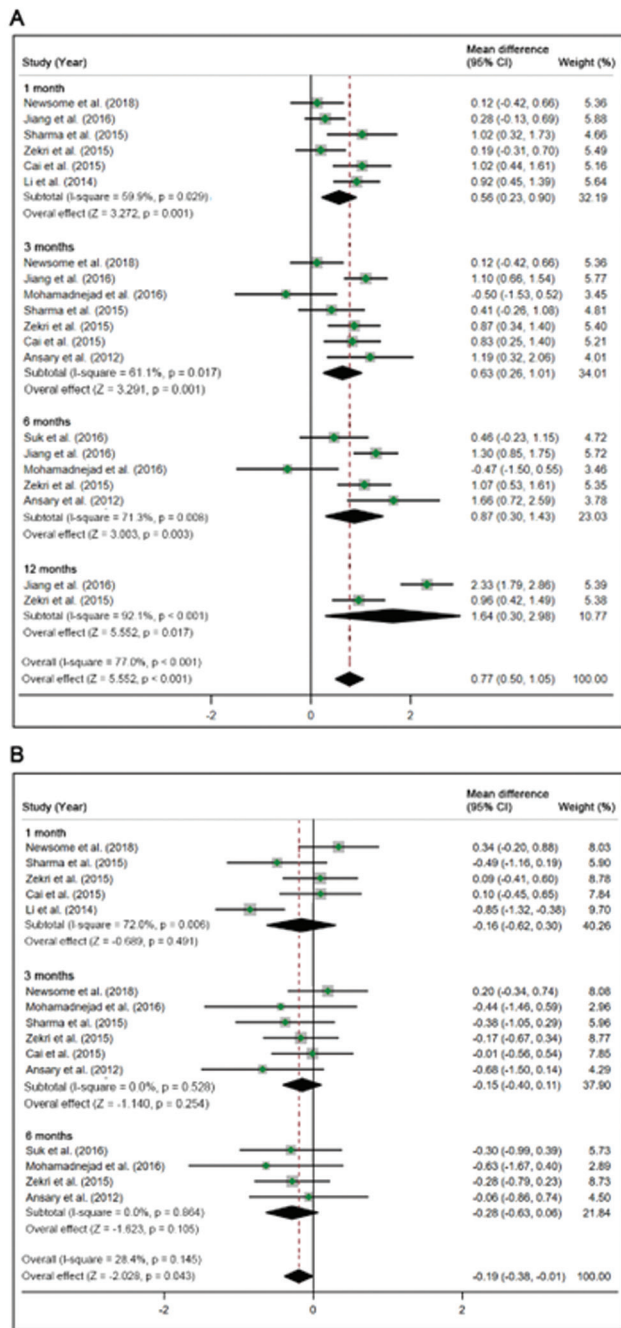 A
Study (Year) Mean difference (95% CI) Weight (%)
1 month
Newsome et al. (2018) 0.12 (-0.42, 0.66) 5.36
Jiang et al. (2016) 0.28 (-0.13, 0.69) 5.88
Sharma et al. (2015) 1.02 (0.32, 1.73) 4.66
Zekri et al. (2015) 0.19 (-0.31, 0.70) 5.49
Cai et al. (2015) 1.02 (0.44, 1.61) 5.16
Li et al. (2014) 0.92 (0.45, 1.39) 5.64
Subtotal (I-square = 59.9%, p = 0.029) 0.56 (0.23, 0.90) 32.19
Overal effect (Z = 3.272, p = 0.001)
3 months
Newsome et al. (2018) 0.12 (-0.42, 0.66) 5.36
Jiang et al. (2016) 1.10 (0.66, 1.54) 5.77
Mohamadnejad et al. (2016) -0.50 (-1.53, 0.52) 3.45
Sharma et al. (2015) 0.41 (-0.26, 1.08) 4.81
Zekri et al. (2015) 0.87 (0.34, 1.40) 5.40
Cai et al. (2015) 0.83 (0.25, 1.40) 5.21
Ansary et al. (2012) 1.19 (0.32, 2.06) 4.01
Subtotal (I-square = 61.1%, p = 0.017) 0.63 (0.26, 1.01) 34.01
Overal effect (Z = 3.291, p = 0.001)
6 months
Suk et al. (2016) 0.46 (-0.23, 1.15) 4.72
Jiang et al. (2016) 1.30 (0.85, 1.75) 5.72
Mohamadnejad et al. (2016) -0.47 (-1.50, 0.55) 3.46
Zekri et al. (2015) 1.07 (0.53, 1.61) 5.35
Ansary et al. (2012) 1.66 (0.72, 2.59) 3.78
Subtotal (I-square = 71.3%, p = 0.008) 0.87 (0.30, 1.43) 23.03
Overal effect (Z = 3.003, p = 0.003)
12 months
Jiang et al. (2016) 2.33 (1.79, 2.86) 5.39
Zekri et al. (2015) 0.96 (0.42, 1.49) 5.38
Subtotal (I-square = 92.1%, p < 0.001) 1.64 (0.30, 2.98) 10.77
Overal effect (Z = 5.552, p = 0.017)
Overall (I-square = 77.0%, p < 0.001)
Overal effect (Z = 5.552, p < 0.001) 0.77 (0.50, 1.05) 100.00
-2 0 2
B
Study (Year) Mean difference (95% CI) Weight (%)
1 month
Newsome et al. (2018) 0.34 (-0.20, 0.88) 8.03
Sharma et al. (2015) -0.49 (-1.16, 0.19) 5.90
Zekri et al. (2015) 0.09 (-0.41, 0.60) 8.78
Cai et al. (2015) 0.10 (-0.45, 0.65) 7.84
Li et al. (2014) -0.85 (-1.32, -0.38) 9.70
Subtotal (I-square = 72.0%, p = 0.006) -0.16 (-0.62, 0.30) 40.26
Overal effect (Z = -0.689, p = 0.491)
3 months
Newsome et al. (2018) 0.20 (-0.34, 0.74) 8.08
Mohamadnejad et al. (2016) -0.44 (-1.46, 0.59) 2.96
Sharma et al. (2015) -0.38 (-1.05, 0.29) 5.96
Zekri et al. (2015) -0.17 (-0.67, 0.34) 8.77
Cai et al. (2015) -0.01 (-0.56, 0.54) 7.85
Ansary et al. (2012) -0.68 (-1.50, 0.14) 4.29
Subtotal (I-square = 0.0%, p = 0.528) -0.15 (-0.40, 0.11) 37.90
Overal effect (Z = -1.140, p = 0.254)
6 months
Suk et al. (2016) -0.30 (-0.99, 0.39) 5.73
Mohamadnejad et al. (2016) -0.63 (-1.67, 0.40) 2.89
Zekri et al. (2015) -0.28 (-0.79, 0.23) 8.73
Ansary et al. (2012) -0.06 (-0.86, 0.74) 4.50
Subtotal (I-square = 0.0%, p = 0.864) -0.28 (-0.63, 0.06) 21.84
Overall effect (Z = -1.623, p = 0.105)
Overall (I-square = 28.4%, p = 0.145)
Overal effect (Z = -2.028, p = 0.043) -0.19 (-0.38, -0.01) 100.00
-2 0 2